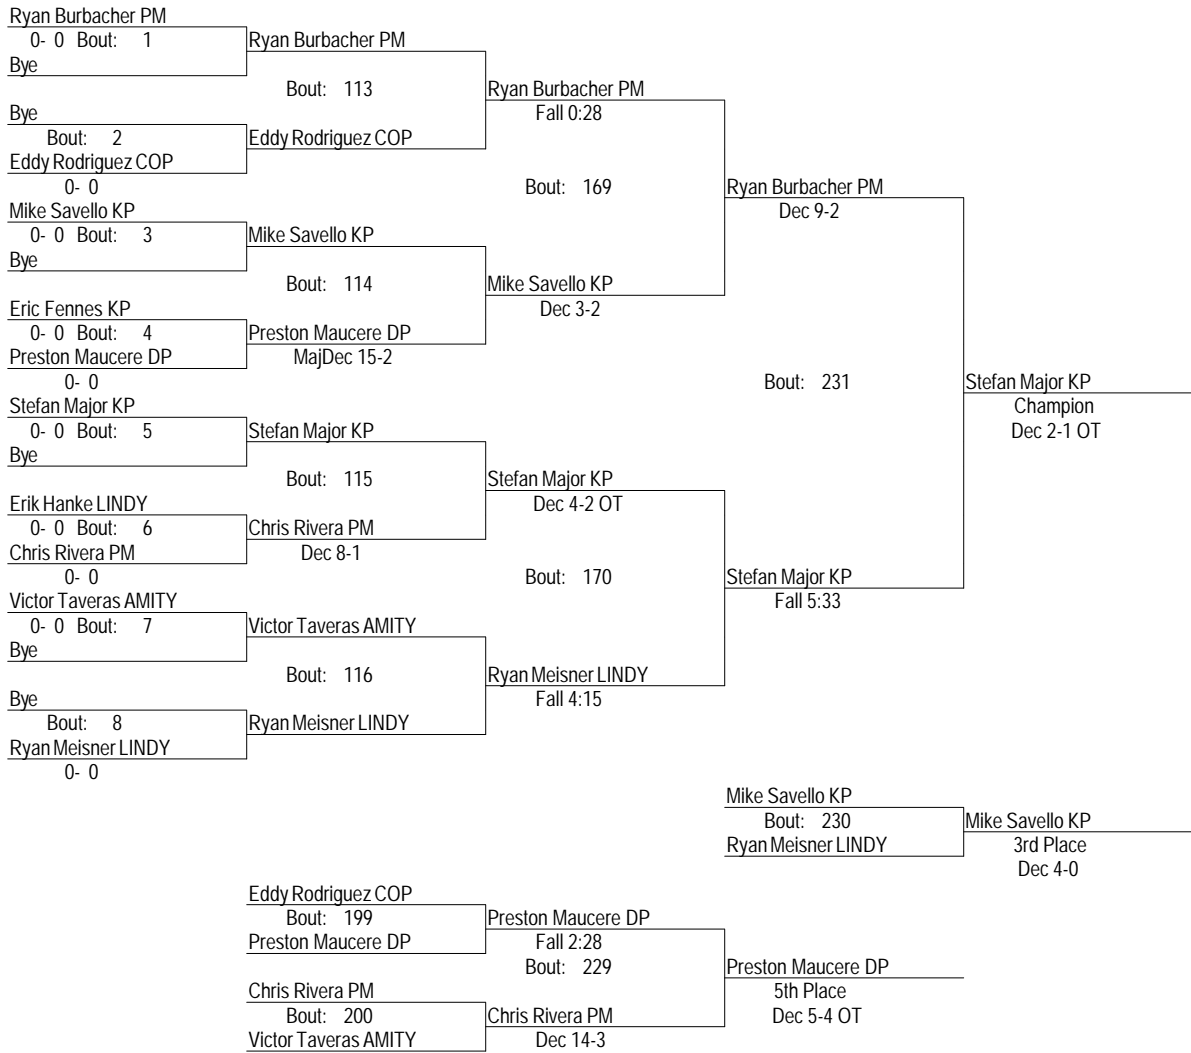 Ryan Burbacher PM
0- 0 Bout: 1
Bye
Ryan Burbacher PM
Bout: 113
Bye
Bout: 2
Eddy Rodriguez COP
0- 0
Eddy Rodriguez COP
Ryan Burbacher PM
Fall 0:28
Bout: 169
Mike Savello KP
0- 0 Bout: 3
Bye
Mike Savello KP
Bout: 114
Eric Fennes KP
0- 0 Bout: 4
Preston Maucere DP
0- 0
Preston Maucere DP
MajDec 15-2
Mike Savello KP
Dec 3-2
Ryan Burbacher PM
Dec 9-2
Bout: 231
Stefan Major KP
0- 0 Bout: 5
Bye
Stefan Major KP
Bout: 115
Erik Hanke LINDY
0- 0 Bout: 6
Chris Rivera PM
0- 0
Chris Rivera PM
Dec 8-1
Stefan Major KP
Dec 4-2 OT
Bout: 170
Victor Taveras AMITY
0- 0 Bout: 7
Bye
Victor Taveras AMITY
Bout: 116
Bye
Bout: 8
Ryan Meisner LINDY
0- 0
Ryan Meisner LINDY
Ryan Meisner LINDY
Fall 4:15
Stefan Major KP
Fall 5:33
Stefan Major KP
Champion
Dec 2-1 OT
Mike Savello KP
Bout: 230
Ryan Meisner LINDY
Mike Savello KP
3rd Place
Dec 4-0
Eddy Rodriguez COP
Bout: 199
Preston Maucere DP
Preston Maucere DP
Fall 2:28
Bout: 229
Chris Rivera PM
Bout: 200
Victor Taveras AMITY
Chris Rivera PM
Dec 14-3
Preston Maucere DP
5th Place
Dec 5-4 OT